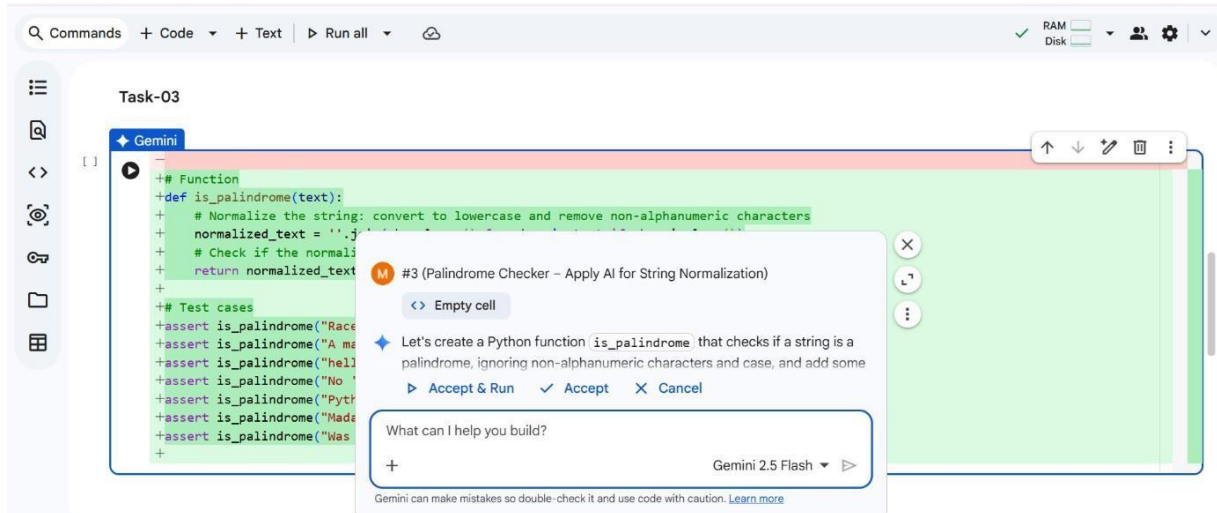 Commands + Code + Text Run all
RAM
Disk
Task-03
Gemini
[ ]
+# Function
+def is_palindrome(text):
+ # Normalize the string: convert to lowercase and remove non-alphanumeric characters
+ normalized_text = ''.
+ # Check if the normali
+ return normalized_text
+
+# Test cases
+assert is_palindrome("Race
+assert is_palindrome("A ma
+assert is_palindrome("hell
+assert is_palindrome("No
+assert is_palindrome("Pyth
+assert is_palindrome("Mada
+assert is_palindrome("Was
+
M #3 (Palindrome Checker – Apply AI for String Normalization)
<> Empty cell
Let's create a Python function is_palindrome that checks if a string is a
palindrome, ignoring non-alphanumeric characters and case, and add some
Accept & Run Accept Cancel
What can I help you build?
+ Gemini 2.5 Flash
Gemini can make mistakes so double-check it and use code with caution. Learn more